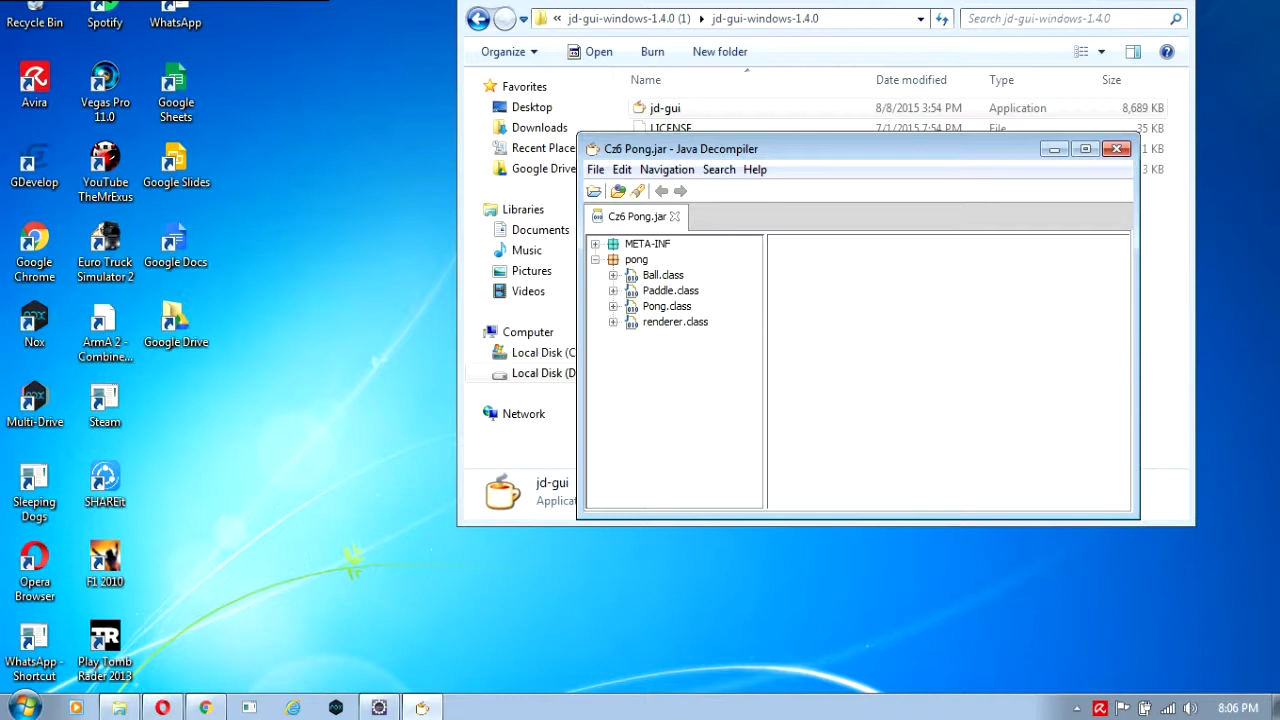 Recycle Bin
Spotify
WhatsApp
Avira
Vegas Pro
11.0
Google
Sheets
GDevelop
YouTube
TheMrExus
Google Slides
Google
Chrome
Euro Truck
Simulator 2
Google Docs
Nox
ArmA 2 -
Combine...
Google Drive
Multi-Drive
Steam
Sleeping
Dogs
SHAREit
Opera
Browser
F1 2010
WhatsApp -
Shortcut
Play Tomb
Rader 2013
« jd-gui-windows-1.4.0 (1) ▸ jd-gui-windows-1.4.0
Search jd-gui-windows-1.4.0
Organize
Open
Burn
New folder
Name
Date modified
Type
Size
Favorites
Desktop
Downloads
Recent Place
Google Drive
Libraries
Documents
Music
Pictures
Videos
Computer
Local Disk (C
Local Disk (D
Network
jd-gui
8/8/2015 3:54 PM
Application
8,689 KB
LICENSE
7/1/2015 7:54 PM
File
35 KB
1 KB
3 KB
jd-gui
Applicat
Cz6 Pong.jar - Java Decompiler
File Edit Navigation Search Help
Cz6 Pong.jar
META-INF
pong
Ball.class
Paddle.class
Pong.class
renderer.class
8:06 PM